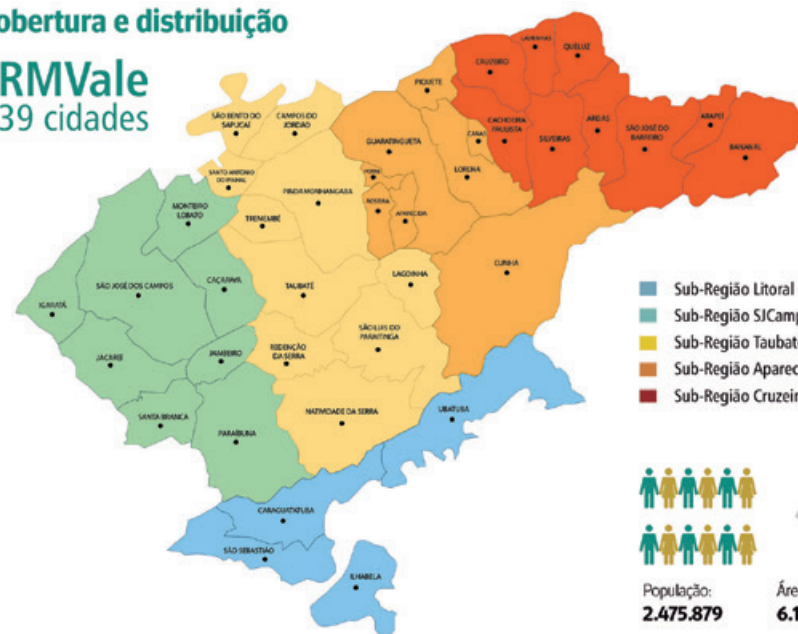 obertura e distribuição
RMVale
39 cidades
LAVRINHAS
QUELUZ
CRUZEIRO
PIQUETE
SÃO BENTO DO
SAPUCAÍ
CAMPOS DO
JORDÃO
CACHOEIRA
PAULISTA
AREIAS
ARAPEÍ
GUARATINGUETÁ
CANAS
SILVEIRAS
SÃO JOSÉ DO
BARREIRO
BANANAL
SANTO ANTONIO
DO PINHAL
POTIM
LORENA
PINDAMONHANGABA
ROSEIRA
APARECIDA
MONTEIRO
LOBATO
TREMEMBÉ
CUNHA
LAGOINHA
SÃO JOSÉ DOS CAMPOS
CAÇAPAVA
TAUBATÉ
IGARATÁ
SÃO LUIS DO
PARAITINGA
REDENÇÃO
DA SERRA
JACAREÍ
JAMBEIRO
SANTA BRANCA
NATIVIDADE DA SERRA
UBATUBA
PARAIBUNA
CARAGUATATUBA
SÃO SEBASTIÃO
ILHABELA
Sub-Região Litoral
Sub-Região SJCamp
Sub-Região Taubat
Sub-Região Aparec
Sub-Região Cruzei
População:
2.475.879
Áre
6.1